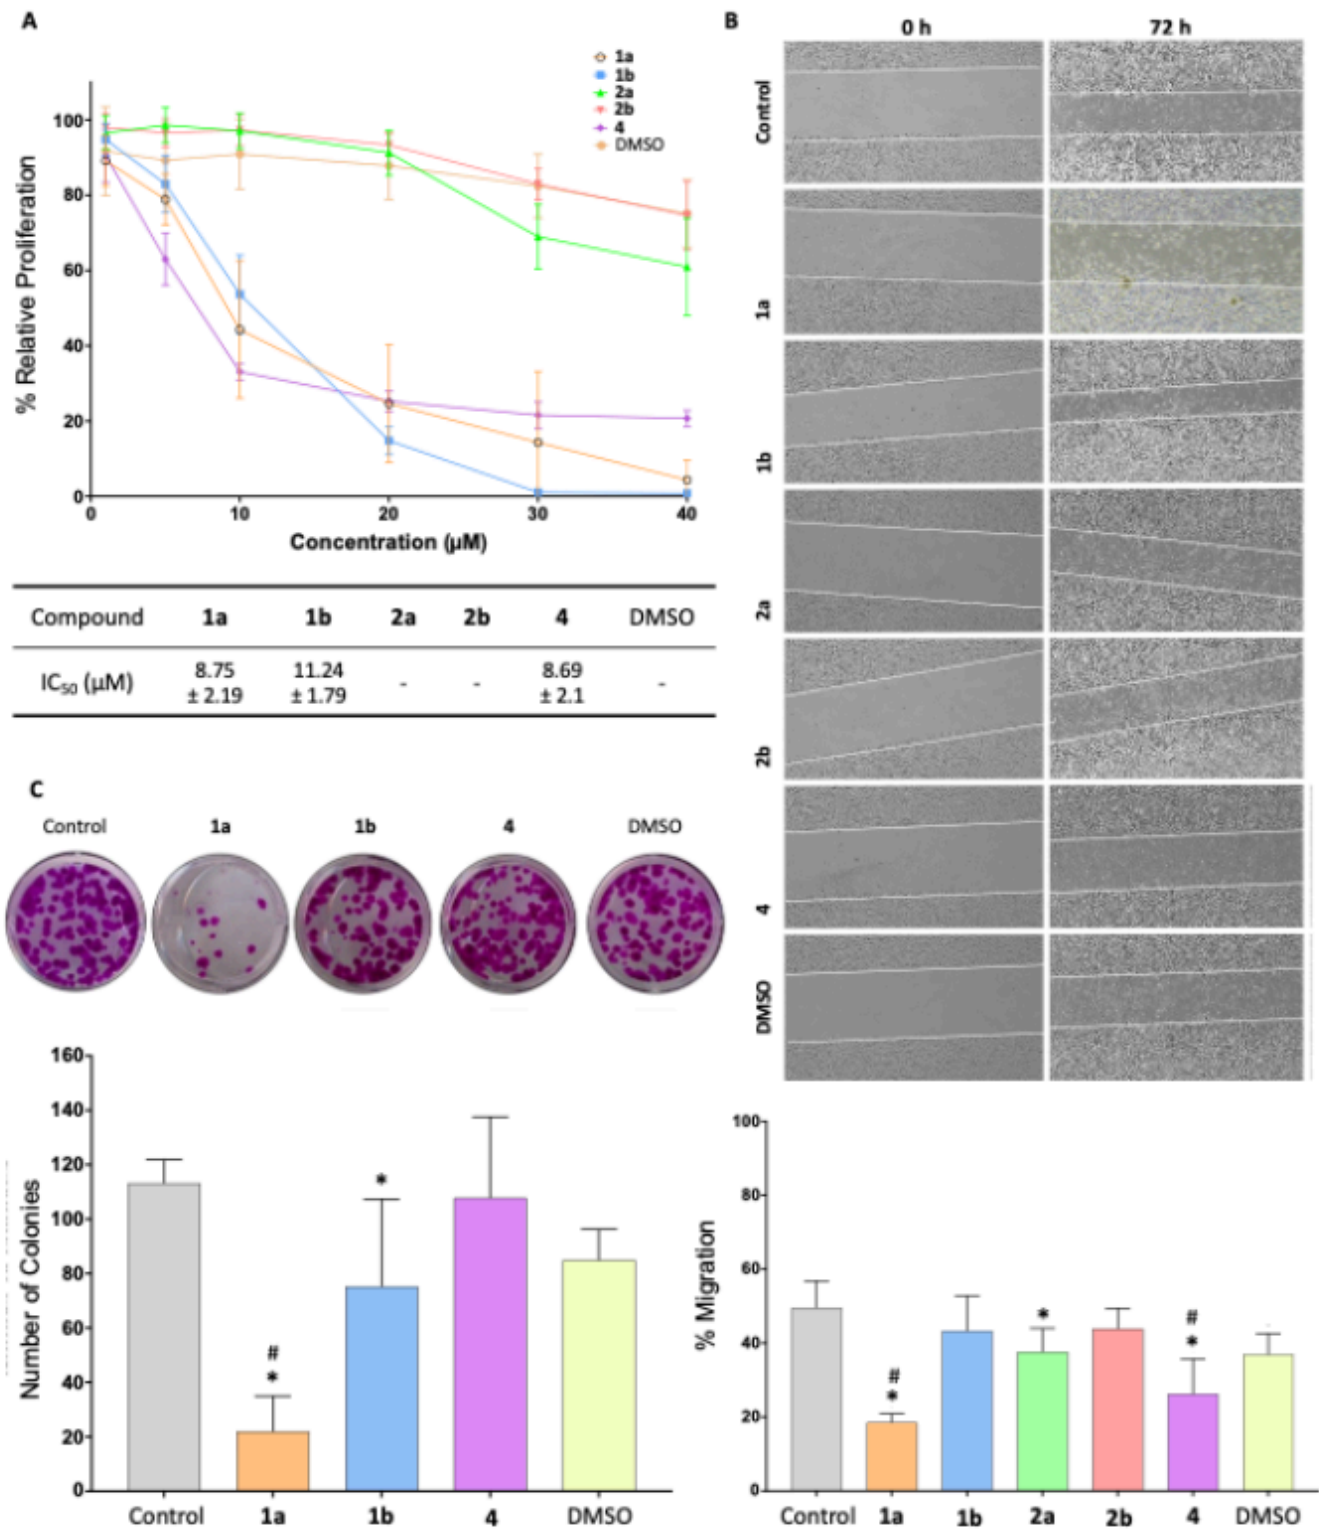 A
1a
1b
2a
2b
4
DMSO
100
80
60
40
20
0
% Relative Proliferation
0 10 20 30 40
Concentration (µM)
Compound 1a 1b 2a 2b 4 DMSO
IC50 (µM) 8.75 ± 2.19 11.24 ± 1.79 - - 8.69 ± 2.1 -
B
0 h 72 h
Control
1a
1b
2a
2b
4
DMSO
100
80
60
40
20
0
% Migration
# * * # *
Control 1a 1b 2a 2b 4 DMSO
C
Control 1a 1b 4 DMSO
160
140
120
100
80
60
40
20
0
Number of Colonies
# * *
Control 1a 1b 4 DMSO